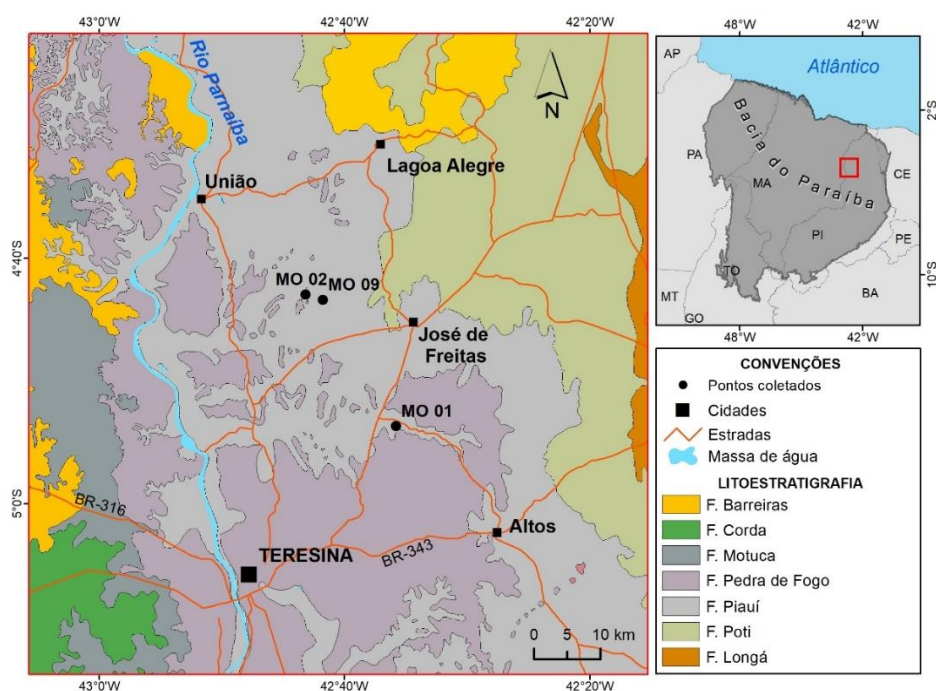 43°0'W 42°40'W 42°20'W
Rio Parnaíba
N
Lagoa Alegre
União
4°40'S
MO 02 MO 09
José de
Freitas
MO 01
5°0'S
BR-316
Altos
TERESINA
BR-343
0 5 10 km
43°0'W 42°40'W 42°20'W
48°W 42°W
AP
Atlântico
2°S
Bacia do Paraíba
PA
CE
MA
PI
PE
TO
10°S
MT
BA
GO
48°W 42°W
CONVENÇÕES
Pontos coletados
Cidades
Estradas
Massa de água
LITOESTRATIGRAFIA
F. Barreiras
F. Corda
F. Motuca
F. Pedra de Fogo
F. Piauí
F. Poti
F. Longá